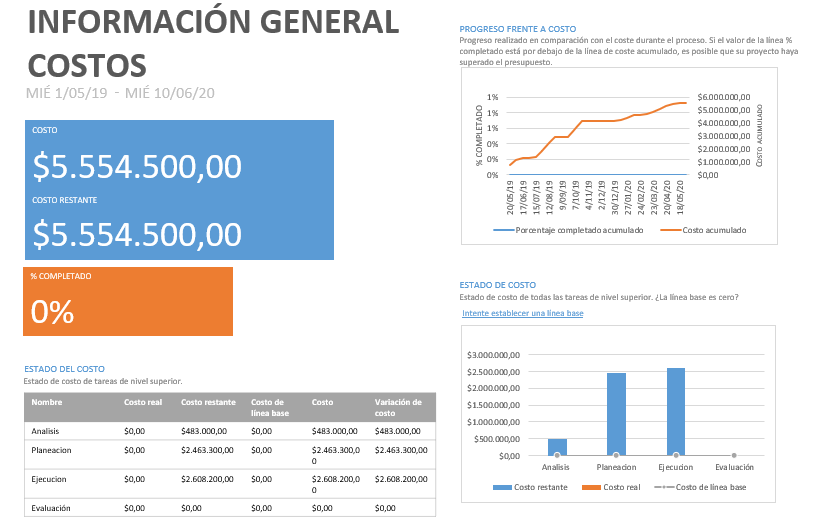 INFORMACIÓN GENERAL
COSTOS
MIÉ 1/05/19 - MIÉ 10/06/20
COSTO
$5.554.500,00
COSTO RESTANTE
$5.554.500,00
% COMPLETADO
0%
ESTADO DEL COSTO
Estado de costo de tareas de nivel superior.
Nombre Costo real Costo restante Costo de línea base Costo Variación de costo
Analisis $0,00 $483.000,00 $0,00 $483.000,00 $483.000,00
Planeacion $0,00 $2.463.300,00 $0,00 $2.463.300,00 $2.463.300,00
Ejecucion $0,00 $2.608.200,00 $0,00 $2.608.200,00 $2.608.200,00
Evaluación $0,00 $0,00 $0,00 $0,00 $0,00
PROGRESO FRENTE A COSTO
Progreso realizado en comparación con el coste durante el proceso. Si el valor de la línea %
completado está por debajo de la línea de coste acumulado, es posible que su proyecto haya
superado el presupuesto.
% COMPLETADO
1%
1%
1%
0%
0%
0%
$6.000.000,00
$5.000.000,00
$4.000.000,00
$3.000.000,00
$2.000.000,00
$1.000.000,00
$0,00
COSTO ACUMULADO
20/05/19
17/06/19
15/07/19
12/08/19
9/09/19
7/10/19
4/11/19
2/12/19
30/12/19
27/01/20
24/02/20
23/03/20
20/04/20
18/05/20
Porcentaje completado acumulado Costo acumulado
ESTADO DE COSTO
Estado de costo de todas las tareas de nivel superior. ¿La línea base es cero?
Intente establecer una línea base
$3.000.000,00
$2.500.000,00
$2.000.000,00
$1.500.000,00
$1.000.000,00
$500.000,00
$0,00
Analisis Planeacion Ejecucion Evaluación
Costo restante Costo real Costo de línea base